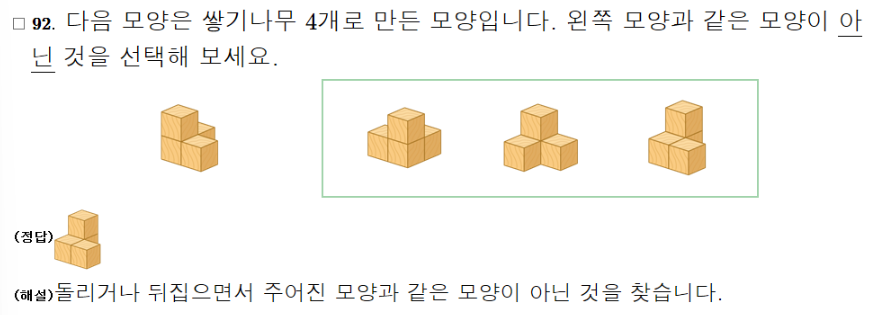 □ 92. 다음 모양은 쌓기나무 4개로 만든 모양입니다. 왼쪽 모양과 같은 모양이 아
닌 것을 선택해 보세요.
(정답)
(해설)돌리거나 뒤집으면서 주어진 모양과 같은 모양이 아닌 것을 찾습니다.